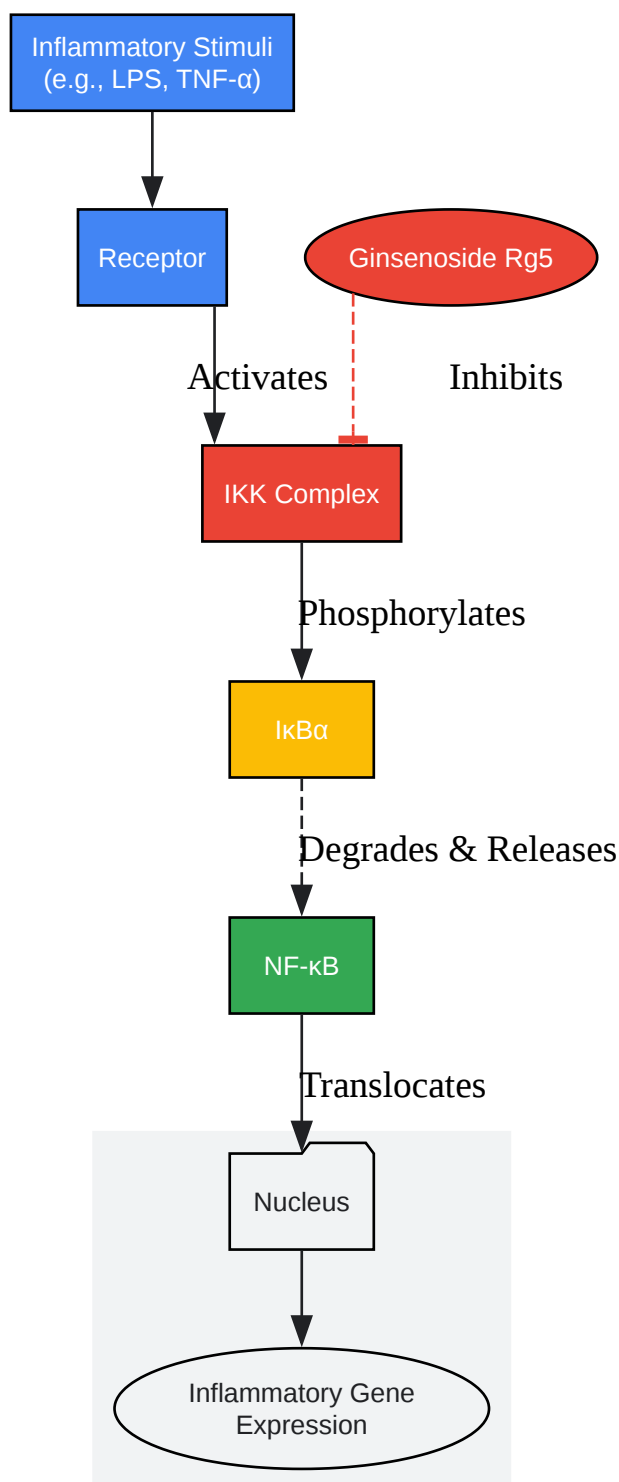 Inflammatory Stimuli
(e.g., LPS, TNF-α)
Receptor
Ginsenoside Rg5
Activates
Inhibits
IKK Complex
Phosphorylates
IκBα
Degrades & Releases
NF-κB
Translocates
Nucleus
Inflammatory Gene
Expression